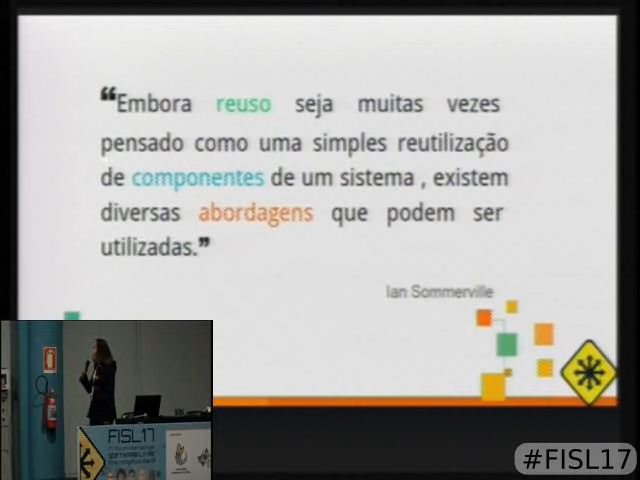 “Embora reuso seja muitas vezes
pensado como uma simples reutilização
de componentes de um sistema , existem
diversas abordagens que podem ser
utilizadas.”
Ian Sommerville
FISL17
#FISL17